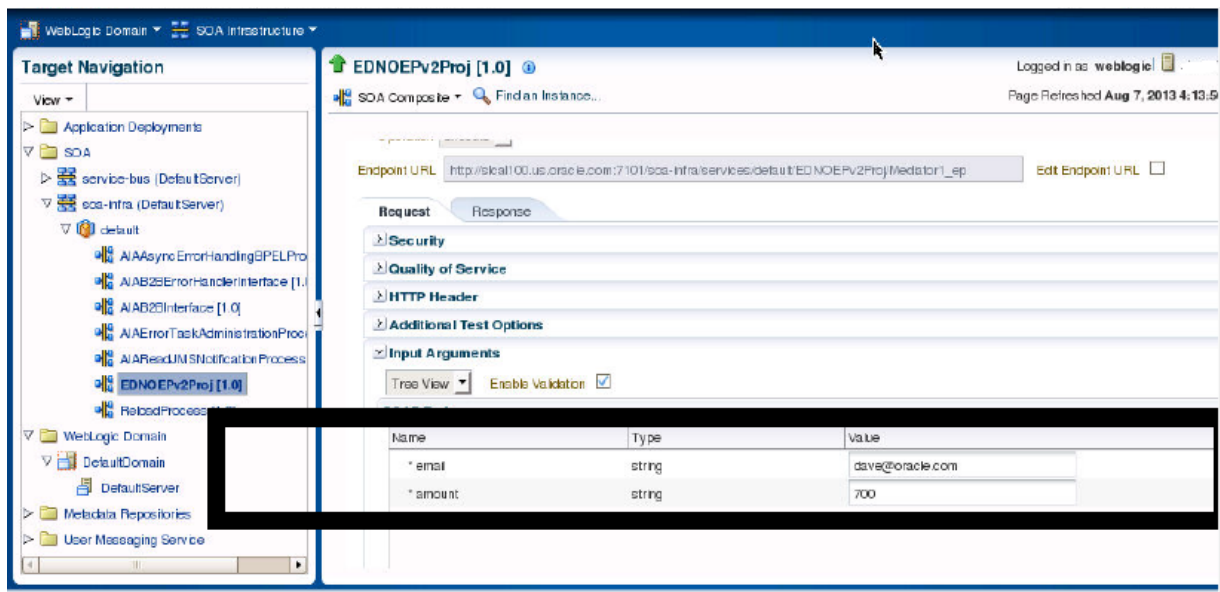 WebLogic Domain SOA Infrastructure
Target Navigation
View
Application Deployments
SOA
service-bus (DefaultServer)
soa-infra (DefaultServer)
default
AIAAsyncErrorHandlingBPELPro
AIAB2BErrorHandlerInterface [1.
AIAB2BInterface [1.0]
AIAErrorTaskAdministrationProc
AIAReadJMSNotificationProcess
EDNOEPv2Proj [1.0]
ReloadProcess
WebLogic Domain
DefaultDomain
DefaultServer
Metadata Repositories
User Messaging Service
EDNOEPv2Proj [1.0]
Logged in as weblogic
SOA Composite Find an Instance...
Page Refreshed Aug 7, 2013 4:13:5
Endpoint URL http://slcal100.us.oracle.com:7101/soa-infra/services/default/EDNOEPv2Proj/Mediator1_ep Edit Endpoint URL
Request Response
Security
Quality of Service
HTTP Header
Additional Test Options
Input Arguments
Tree View Enable Validation
Name Type Value
* email string dave@oracle.com
* amount string 700